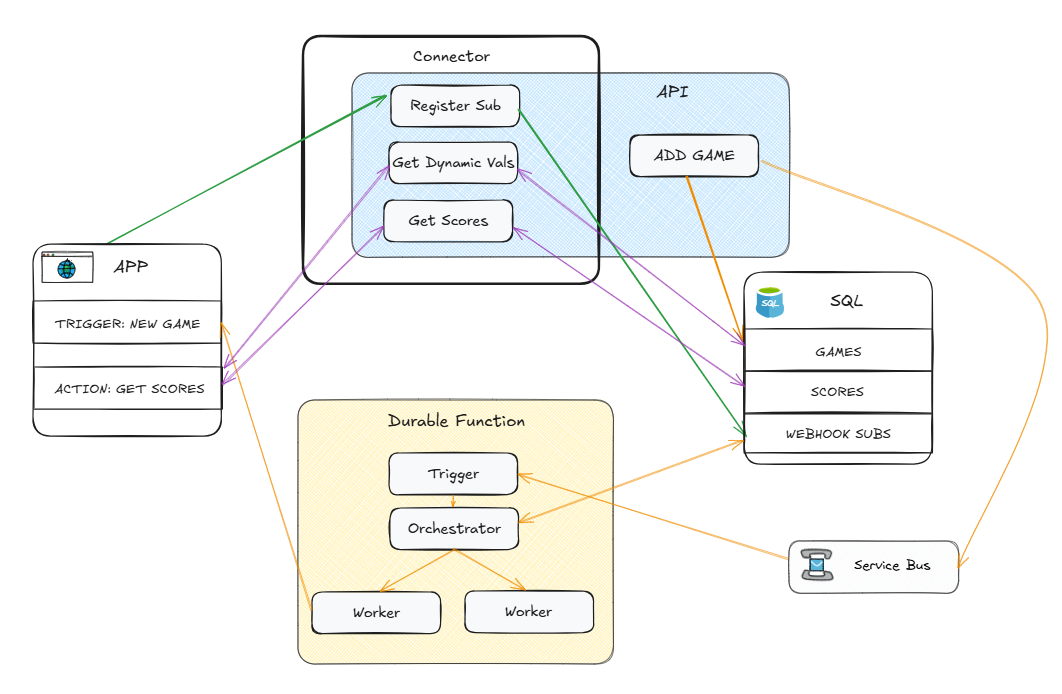 Connector
API
Register Sub
ADD GAME
Get Dynamic Vals
Get Scores
APP
TRIGGER: NEW GAME
ACTION: GET SCORES
SQL
SQL
GAMES
SCORES
WEBHOOK SUBS
Durable Function
Trigger
Orchestrator
Worker
Worker
Service Bus